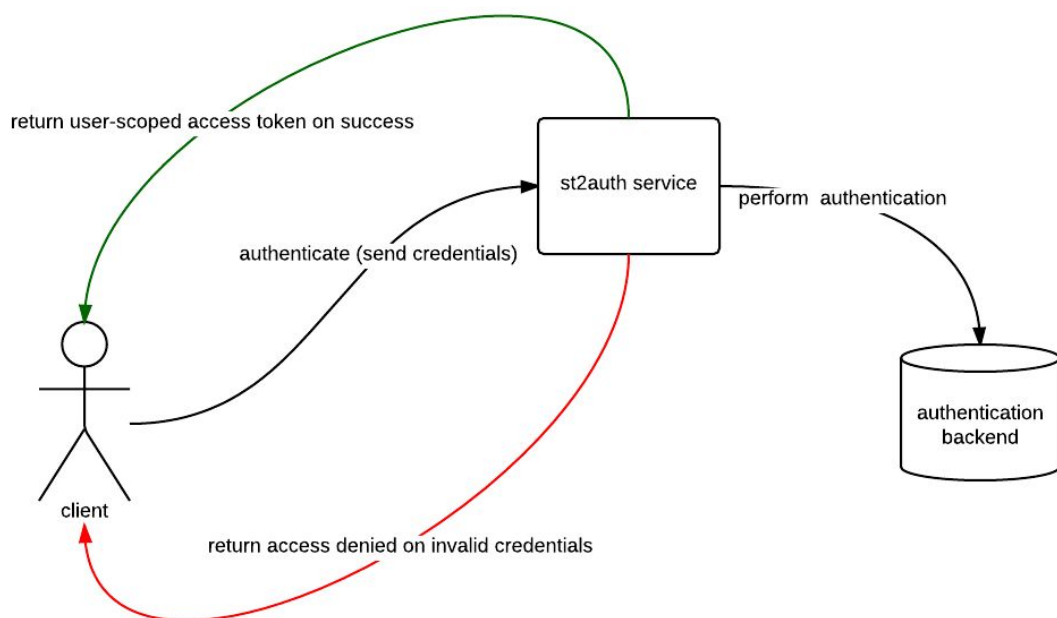 return user-scoped access token on success
st2auth service
perform authentication
authenticate (send credentials)
authentication
backend
client
return access denied on invalid credentials